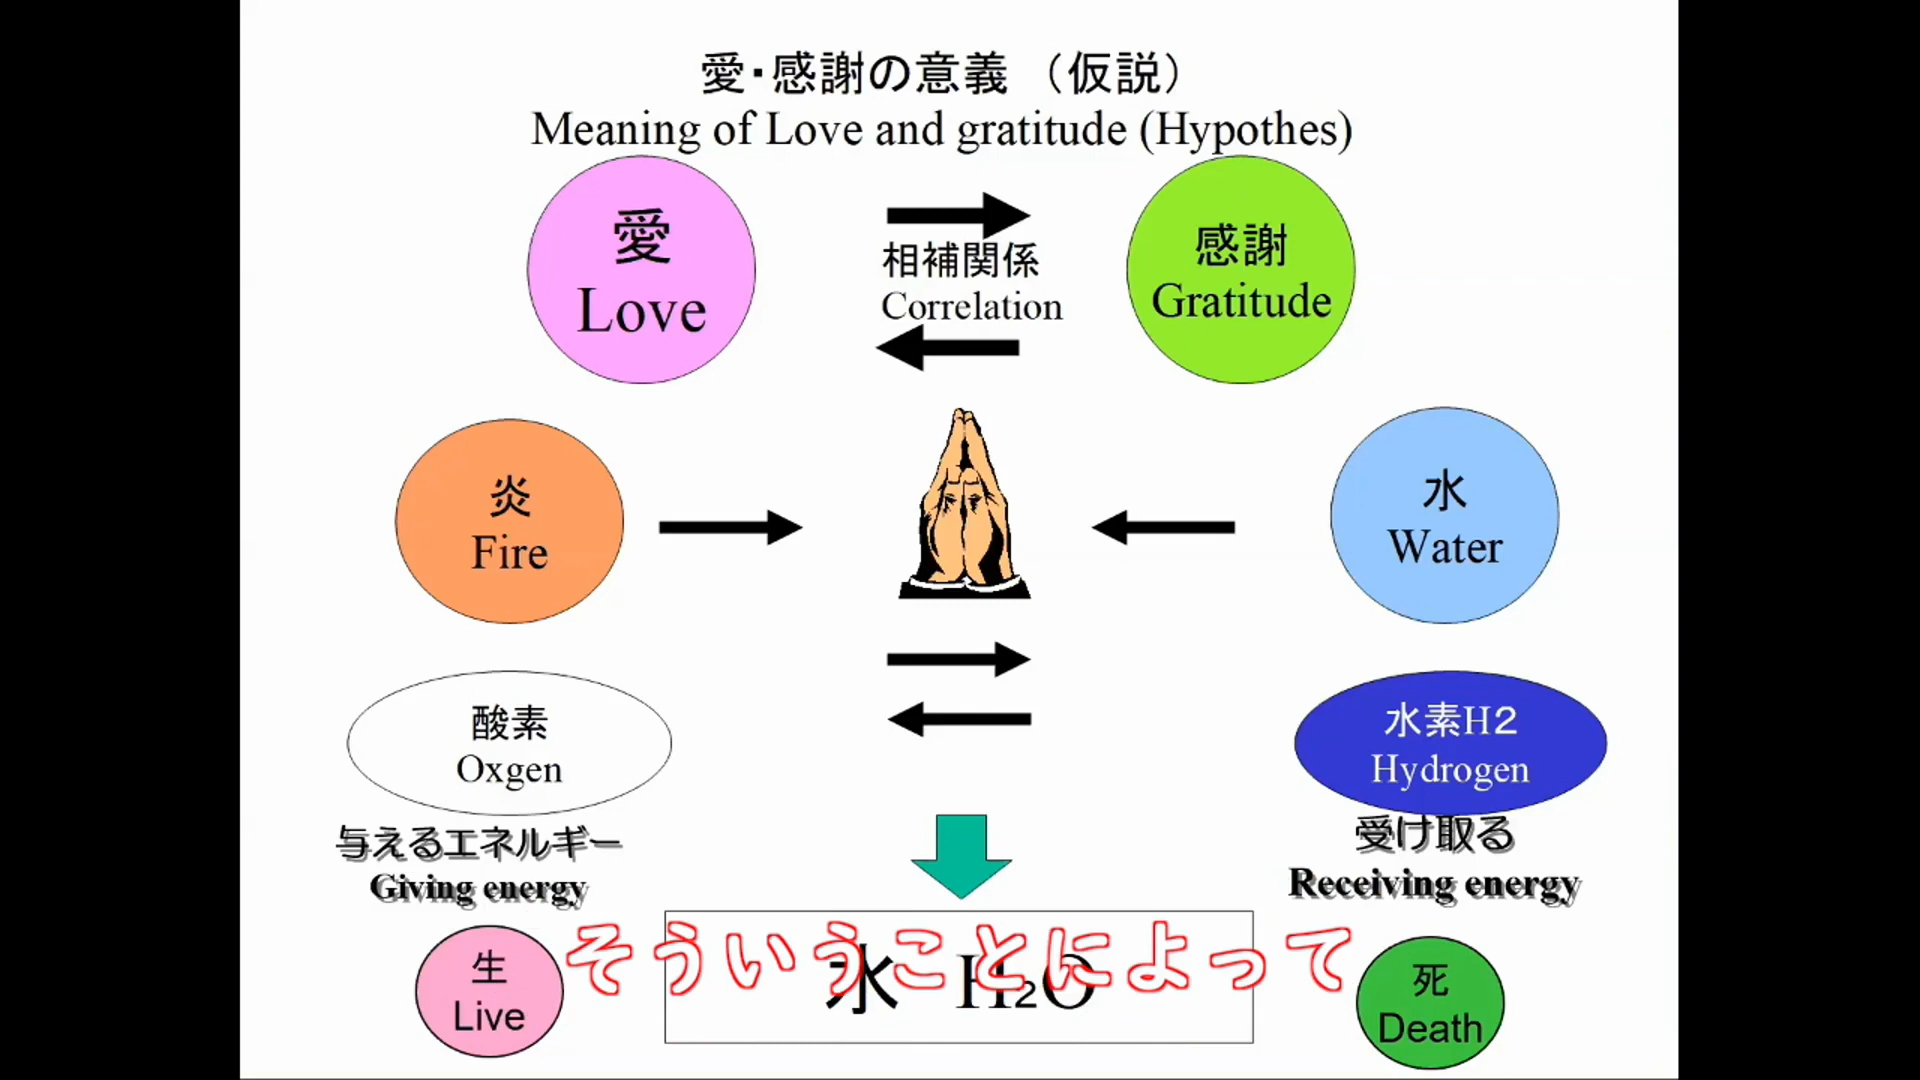 愛・感謝の意義 （仮説）
Meaning of Love and gratitude (Hypothes)
愛
Love
相補関係
Correlation
感謝
Gratitude
炎
Fire
水
Water
酸素
Oxgen
水素H2
Hydrogen
与えるエネルギー
Giving energy
受け取る
Receiving energy
生
Live
そういうことによって
水 H₂O
死
Death